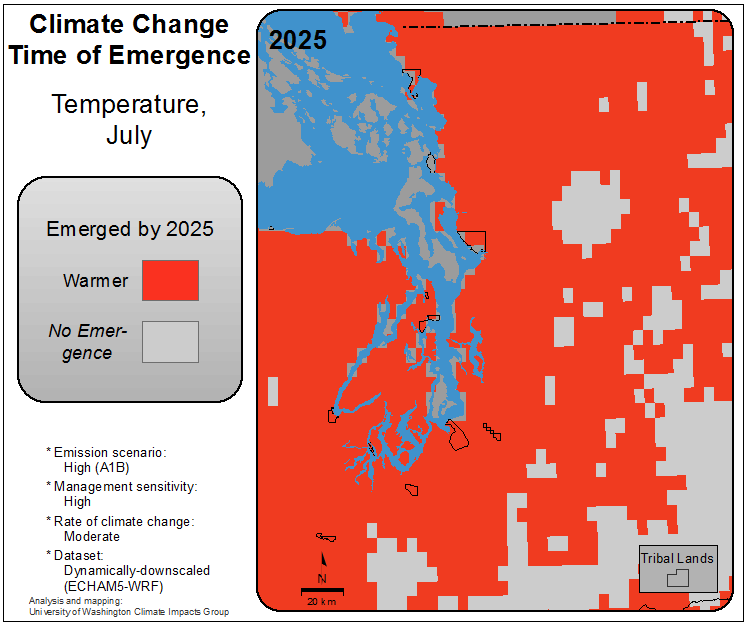 Climate Change
Time of Emergence
Temperature,
July
Emerged by 2025
Warmer
No Emer-
gence
* Emission scenario:
High (A1B)
* Management sensitivity:
High
* Rate of climate change:
Moderate
* Dataset:
Dynamically-downscaled
(ECHAM5-WRF)
Analysis and mapping:
University of Washington Climate Impacts Group
2025
N
20 km
Tribal Lands